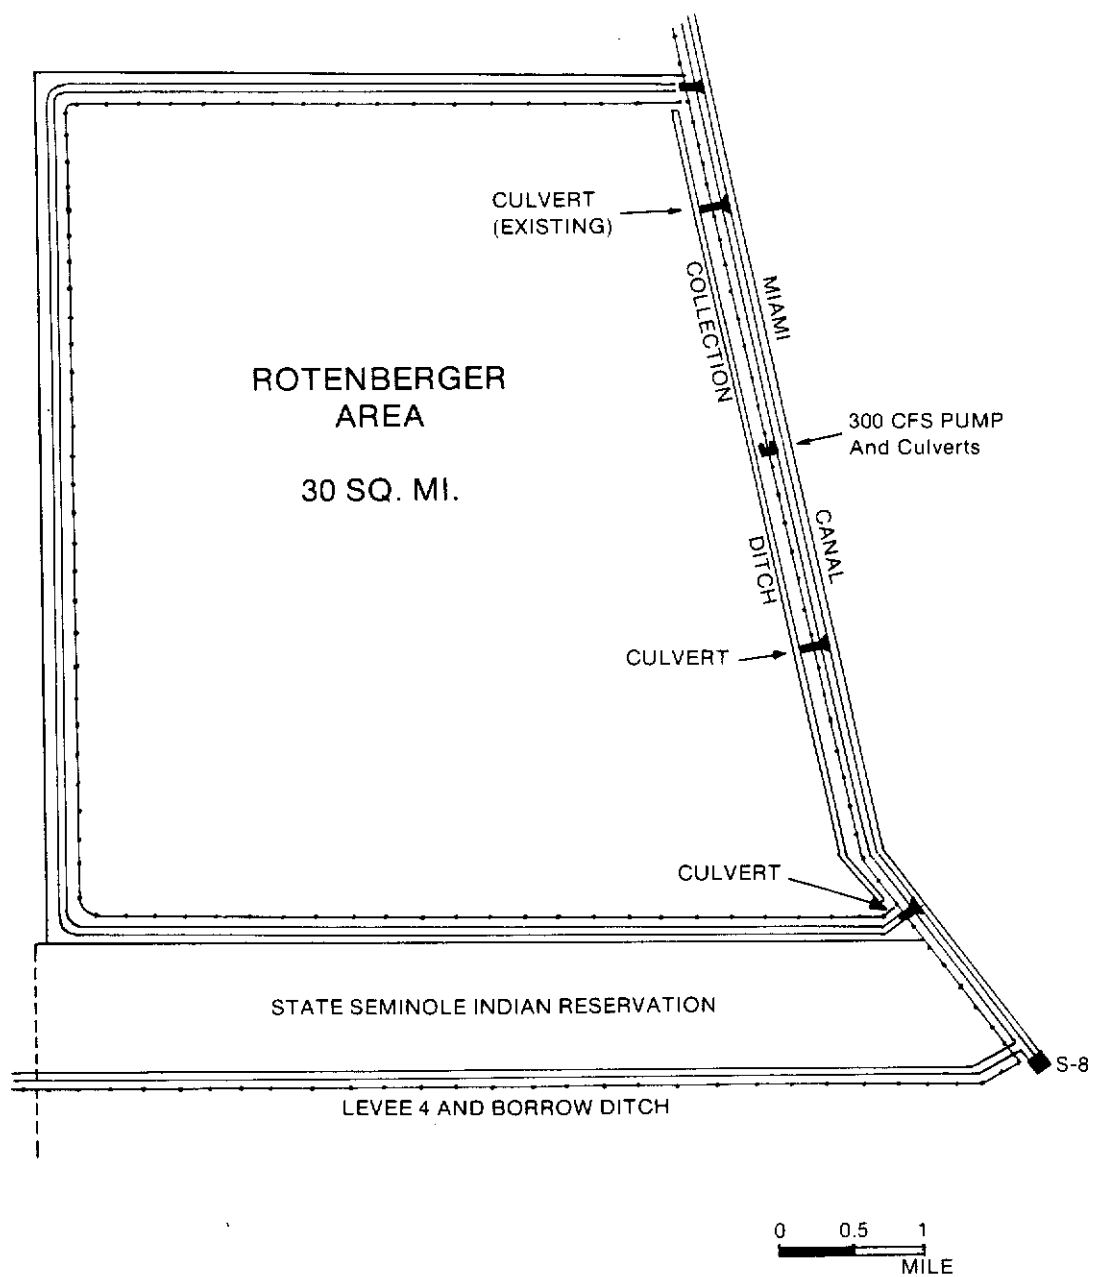 CULVERT
(EXISTING)
COLLECTION
MIAMI
ROTENBERGER
AREA
30 SQ. MI.
300 CFS PUMP
And Culverts
CANAL
DITCH
CULVERT
CULVERT
STATE SEMINOLE INDIAN RESERVATION
S-8
LEVEE 4 AND BORROW DITCH
0 0.5 1
MILE